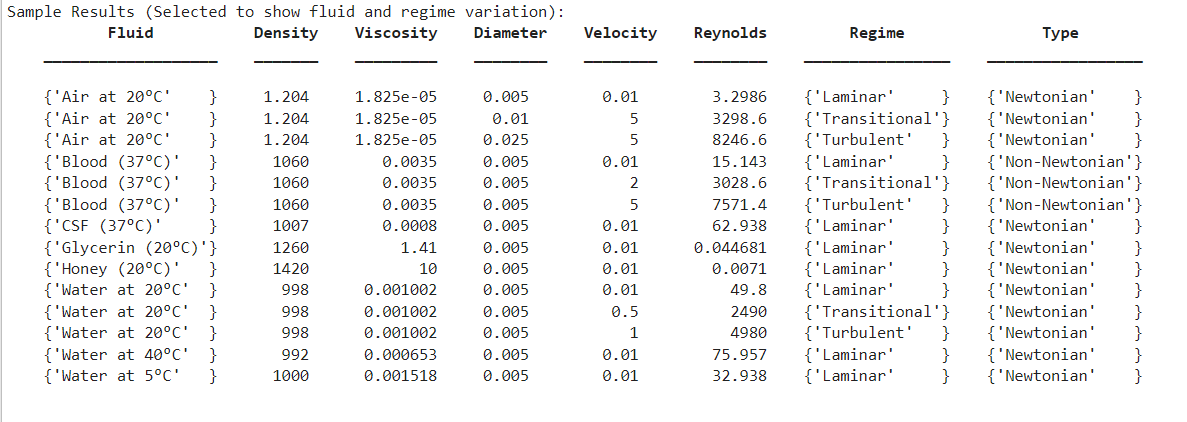 Sample Results (Selected to show fluid and regime variation):
Fluid Density Viscosity Diameter Velocity Reynolds Regime Type
{'Air at 20°C' } 1.204 1.825e-05 0.005 0.01 3.2986 {'Laminar' } {'Newtonian' }
{'Air at 20°C' } 1.204 1.825e-05 0.01 5 3298.6 {'Transitional'} {'Newtonian' }
{'Air at 20°C' } 1.204 1.825e-05 0.025 5 8246.6 {'Turbulent' } {'Newtonian' }
{'Blood (37°C)' } 1060 0.0035 0.005 0.01 15.143 {'Laminar' } {'Non-Newtonian'}
{'Blood (37°C)' } 1060 0.0035 0.005 2 3028.6 {'Transitional'} {'Non-Newtonian'}
{'Blood (37°C)' } 1060 0.0035 0.005 5 7571.4 {'Turbulent' } {'Non-Newtonian'}
{'CSF (37°C)' } 1007 0.0008 0.005 0.01 62.938 {'Laminar' } {'Newtonian' }
{'Glycerin (20°C)'} 1260 1.41 0.005 0.01 0.044681 {'Laminar' } {'Newtonian' }
{'Honey (20°C)' } 1420 10 0.005 0.01 0.0071 {'Laminar' } {'Newtonian' }
{'Water at 20°C' } 998 0.001002 0.005 0.01 49.8 {'Laminar' } {'Newtonian' }
{'Water at 20°C' } 998 0.001002 0.005 0.5 2490 {'Transitional'} {'Newtonian' }
{'Water at 20°C' } 998 0.001002 0.005 1 4980 {'Turbulent' } {'Newtonian' }
{'Water at 40°C' } 992 0.000653 0.005 0.01 75.957 {'Laminar' } {'Newtonian' }
{'Water at 5°C' } 1000 0.001518 0.005 0.01 32.938 {'Laminar' } {'Newtonian' }